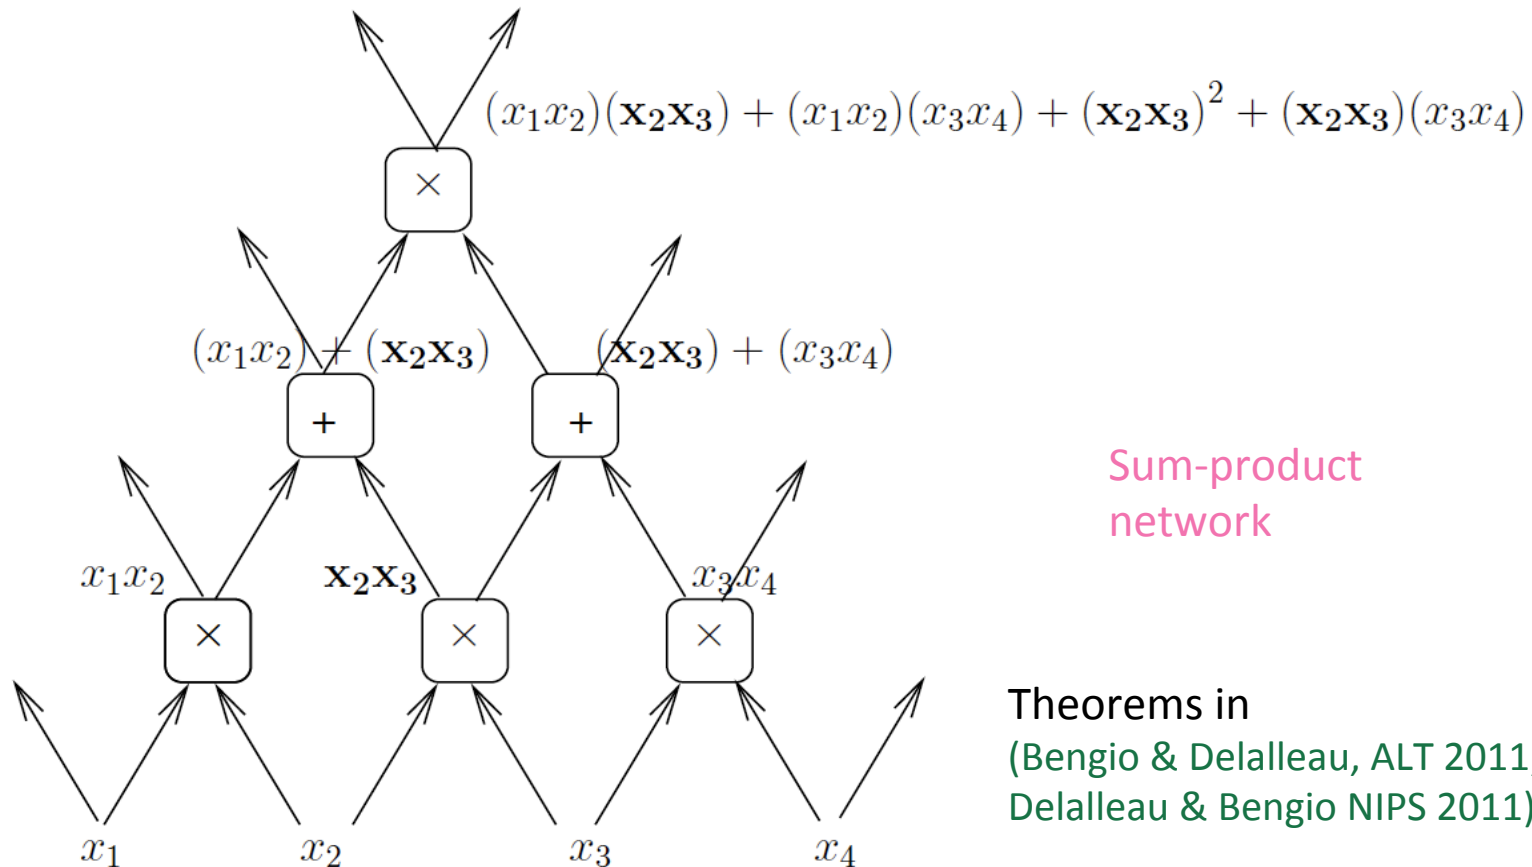 (x₁x₂)(𝐱₂𝐱₃) + (x₁x₂)(x₃x₄) + (𝐱₂𝐱₃)² + (𝐱₂𝐱₃)(x₃x₄)
×
(x₁x₂) + (𝐱₂𝐱₃) (𝐱₂𝐱₃) + (x₃x₄)
+ +
Sum-product
network
x₁x₂ 𝐱₂𝐱₃ x₃x₄
× × ×
Theorems in
(Bengio & Delalleau, ALT 2011;
Delalleau & Bengio NIPS 2011)
x₁ x₂ x₃ x₄